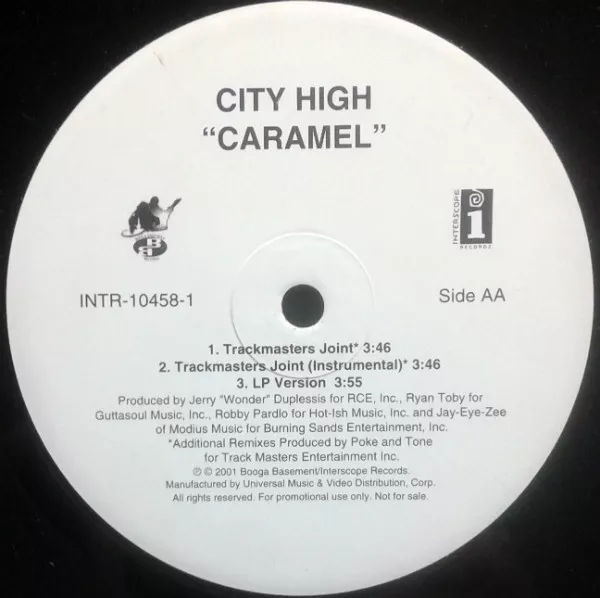 CITY HIGH
“CARAMEL”
INTERSCOPE
RECORDS
INTR-10458-1
Side AA
1. Trackmasters Joint* 3:46
2. Trackmasters Joint (Instrumental)* 3:46
3. LP Version 3:55
Produced by Jerry "Wonder" Duplessis for RCE, Inc., Ryan Toby for
Guttasoul Music, Inc., Robby Pardlo for Hot-Ish Music, Inc. and Jay-Eye-Zee
of Modius Music for Burning Sands Entertainment, Inc.
*Additional Remixes Produced by Poke and Tone
for Track Masters Entertainment Inc.
℗ © 2001 Booga Basement/Interscope Records.
Manufactured by Universal Music & Video Distribution, Corp.
All rights reserved. For promotional use only. Not for sale.